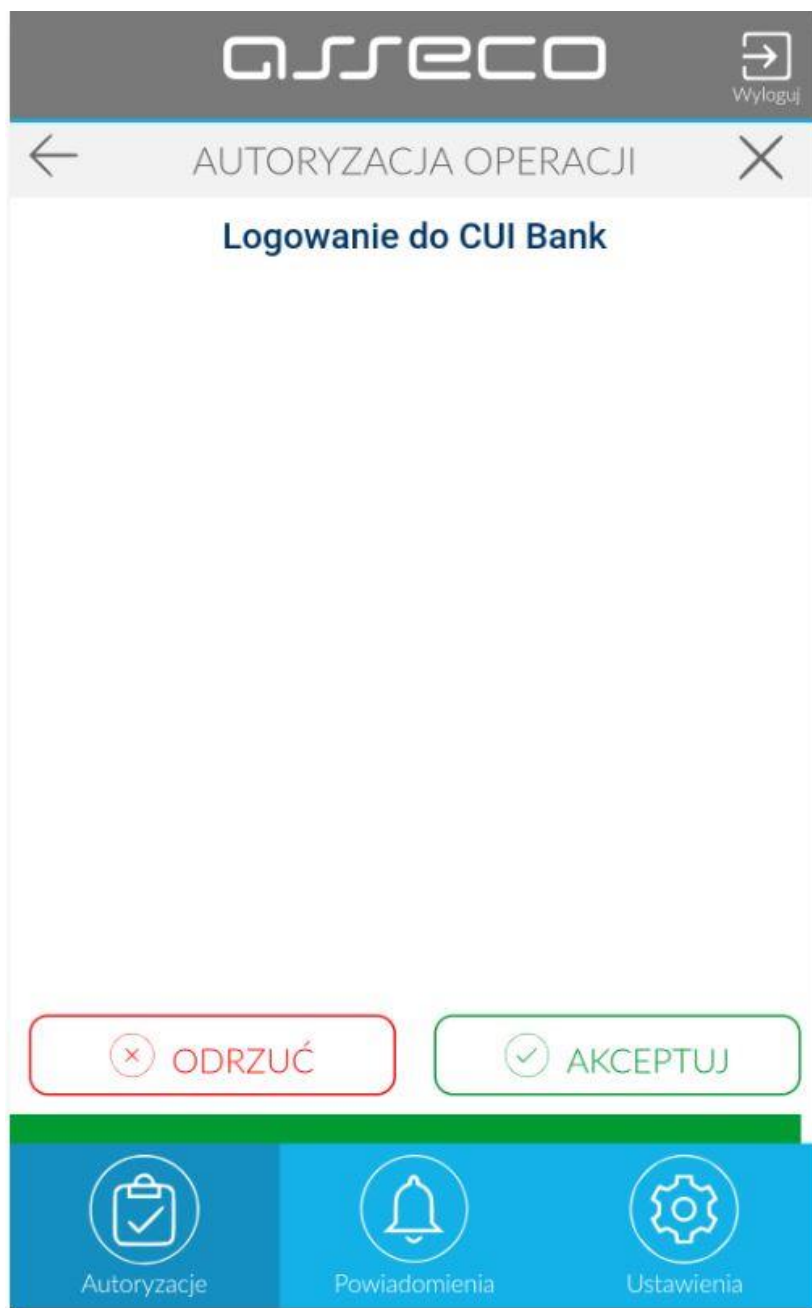 asseco
Wyloguj
AUTORYZACJA OPERACJI
Logowanie do CUI Bank
ODRZUĆ
AKCEPTUJ
Autoryzacje
Powiadomienia
Ustawienia